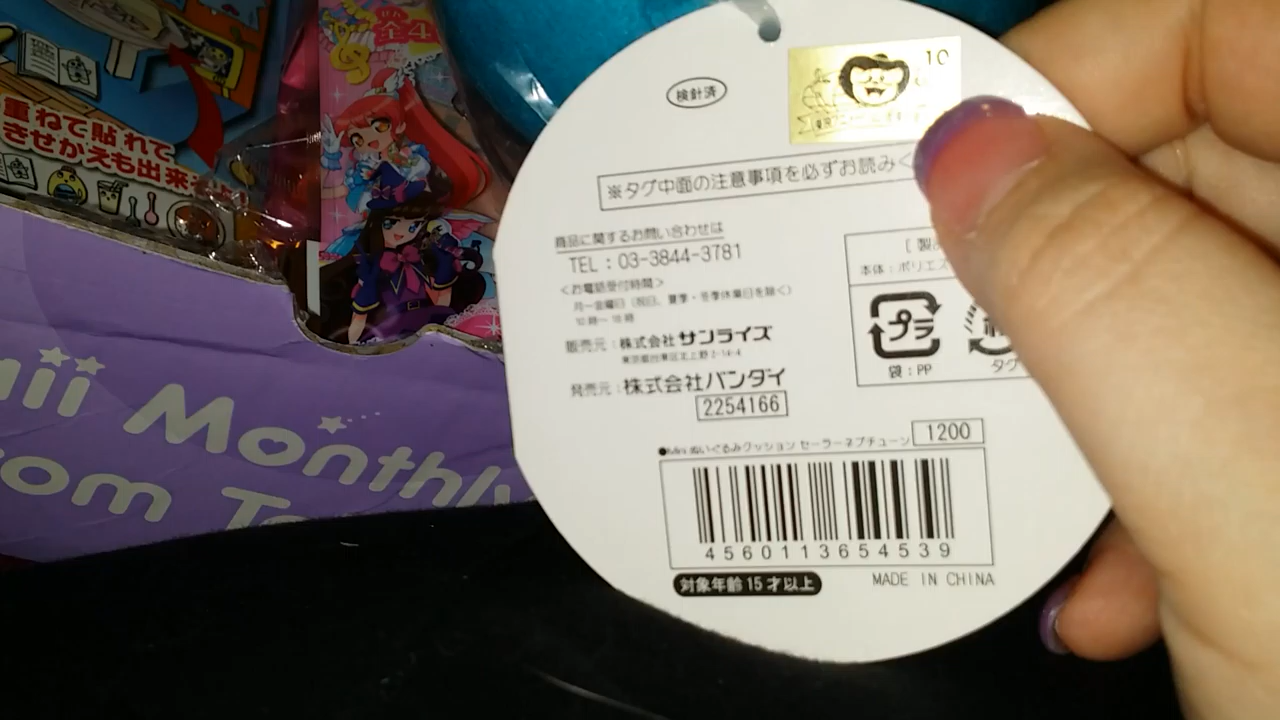 全4
重ねて貼れて
きせかえも出来
Monthly
検針済
10
※タグ中面の注意事項を必ずお読みく
商品に関するお問い合わせは
TEL：03-3844-3781
<お電話受付時間>
月～金曜日（祝日、夏季・冬季休業日を除く）
10時～16時
販売元：株式会社サンライズ
東京都台東区北上野2-14-4
発売元：株式会社バンダイ
2254166
本体：ポリエス
プラ
袋：PP
タグ
1200
●Mini ぬいぐるみクッション セーラーネプチューン
4560113654539
対象年齢15才以上
MADE IN CHINA